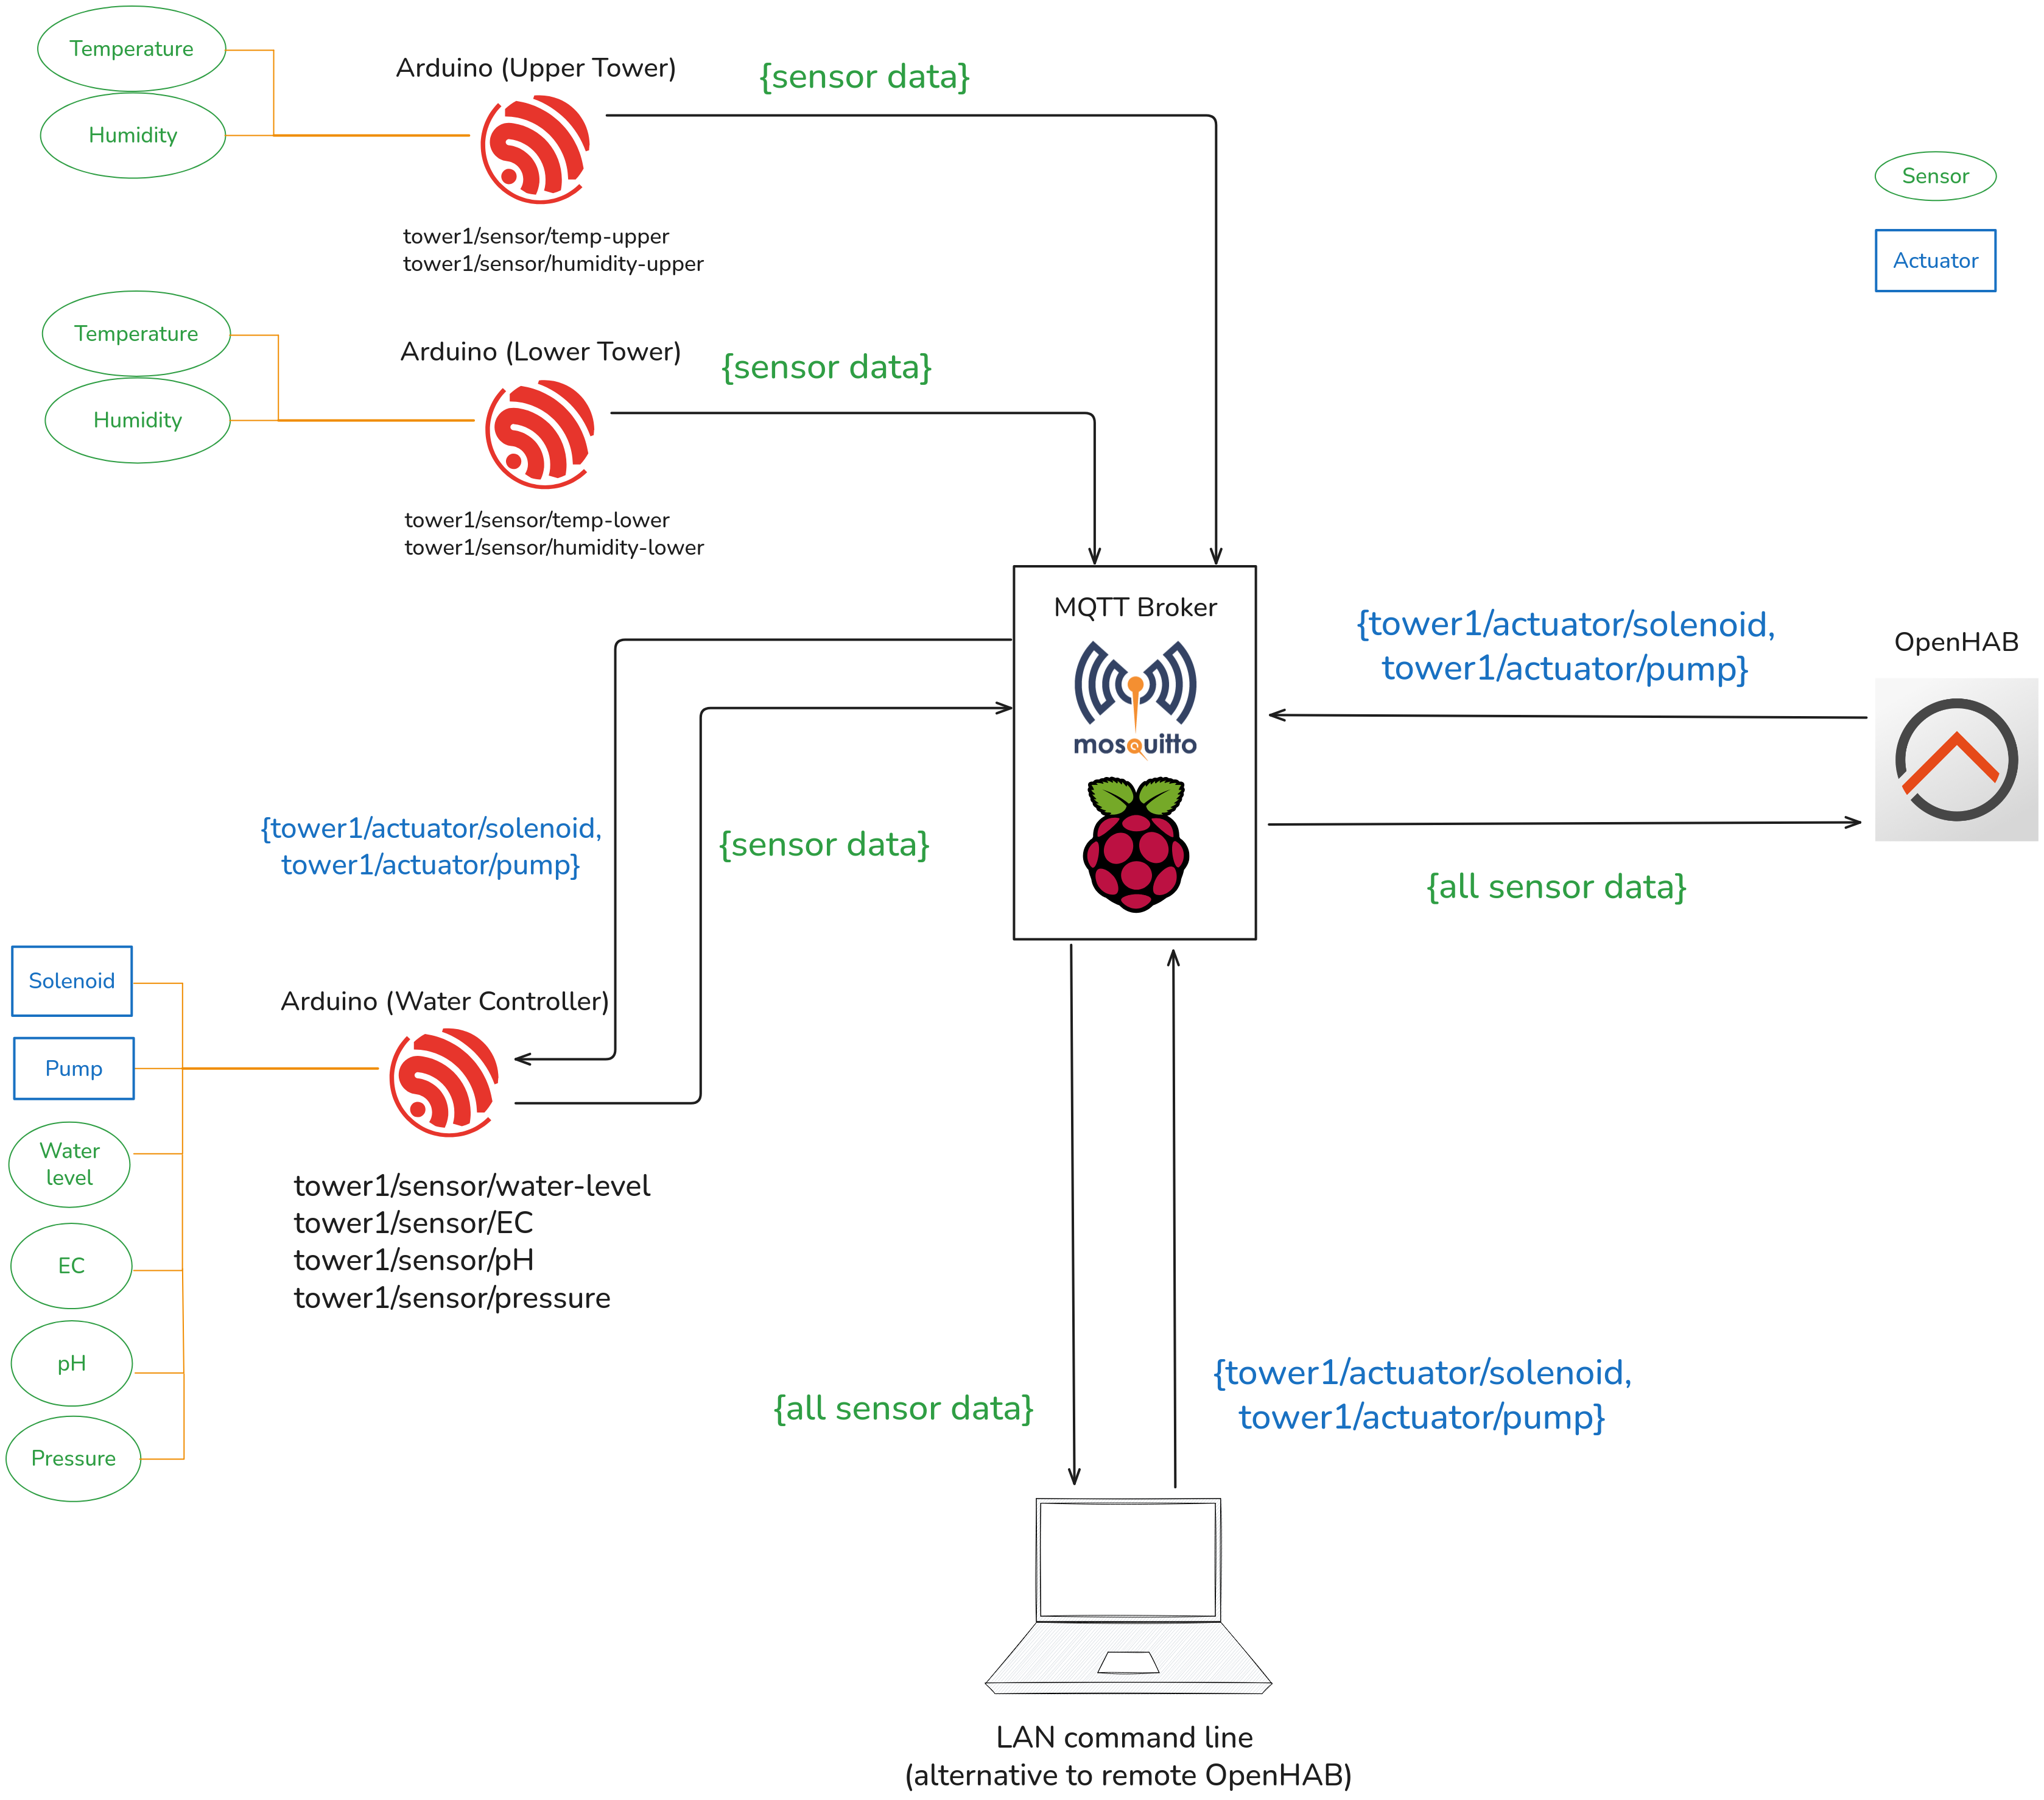 Temperature
Humidity
Arduino (Upper Tower)
{sensor data}
tower1/sensor/temp-upper
tower1/sensor/humidity-upper
Sensor
Actuator
Temperature
Humidity
Arduino (Lower Tower)
{sensor data}
tower1/sensor/temp-lower
tower1/sensor/humidity-lower
MQTT Broker
mosquitto
{tower1/actuator/solenoid,
tower1/actuator/pump}
OpenHAB
{all sensor data}
{tower1/actuator/solenoid,
tower1/actuator/pump}
{sensor data}
Solenoid
Pump
Water
level
EC
pH
Pressure
Arduino (Water Controller)
tower1/sensor/water-level
tower1/sensor/EC
tower1/sensor/pH
tower1/sensor/pressure
{all sensor data}
{tower1/actuator/solenoid,
tower1/actuator/pump}
LAN command line
(alternative to remote OpenHAB)